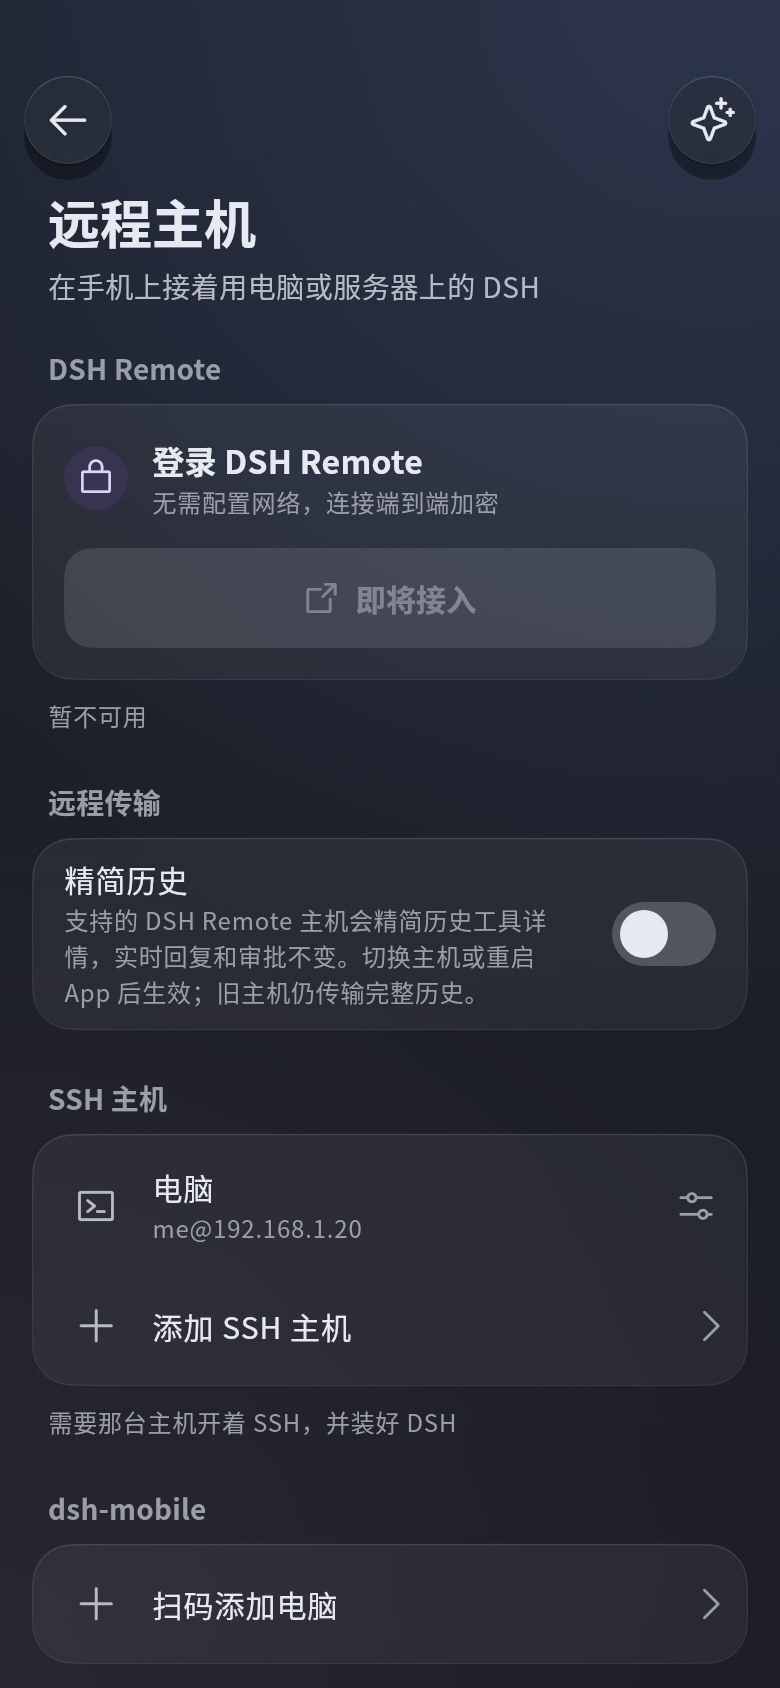 远程主机
在手机上接着用电脑或服务器上的 DSH
DSH Remote
登录 DSH Remote
无需配置网络，连接端到端加密
即将接入
暂不可用
远程传输
精简历史
支持的 DSH Remote 主机会精简历史工具详
情，实时回复和审批不变。切换主机或重启
App 后生效；旧主机仍传输完整历史。
SSH 主机
电脑
me@192.168.1.20
添加 SSH 主机
需要那台主机开着 SSH，并装好 DSH
dsh-mobile
扫码添加电脑